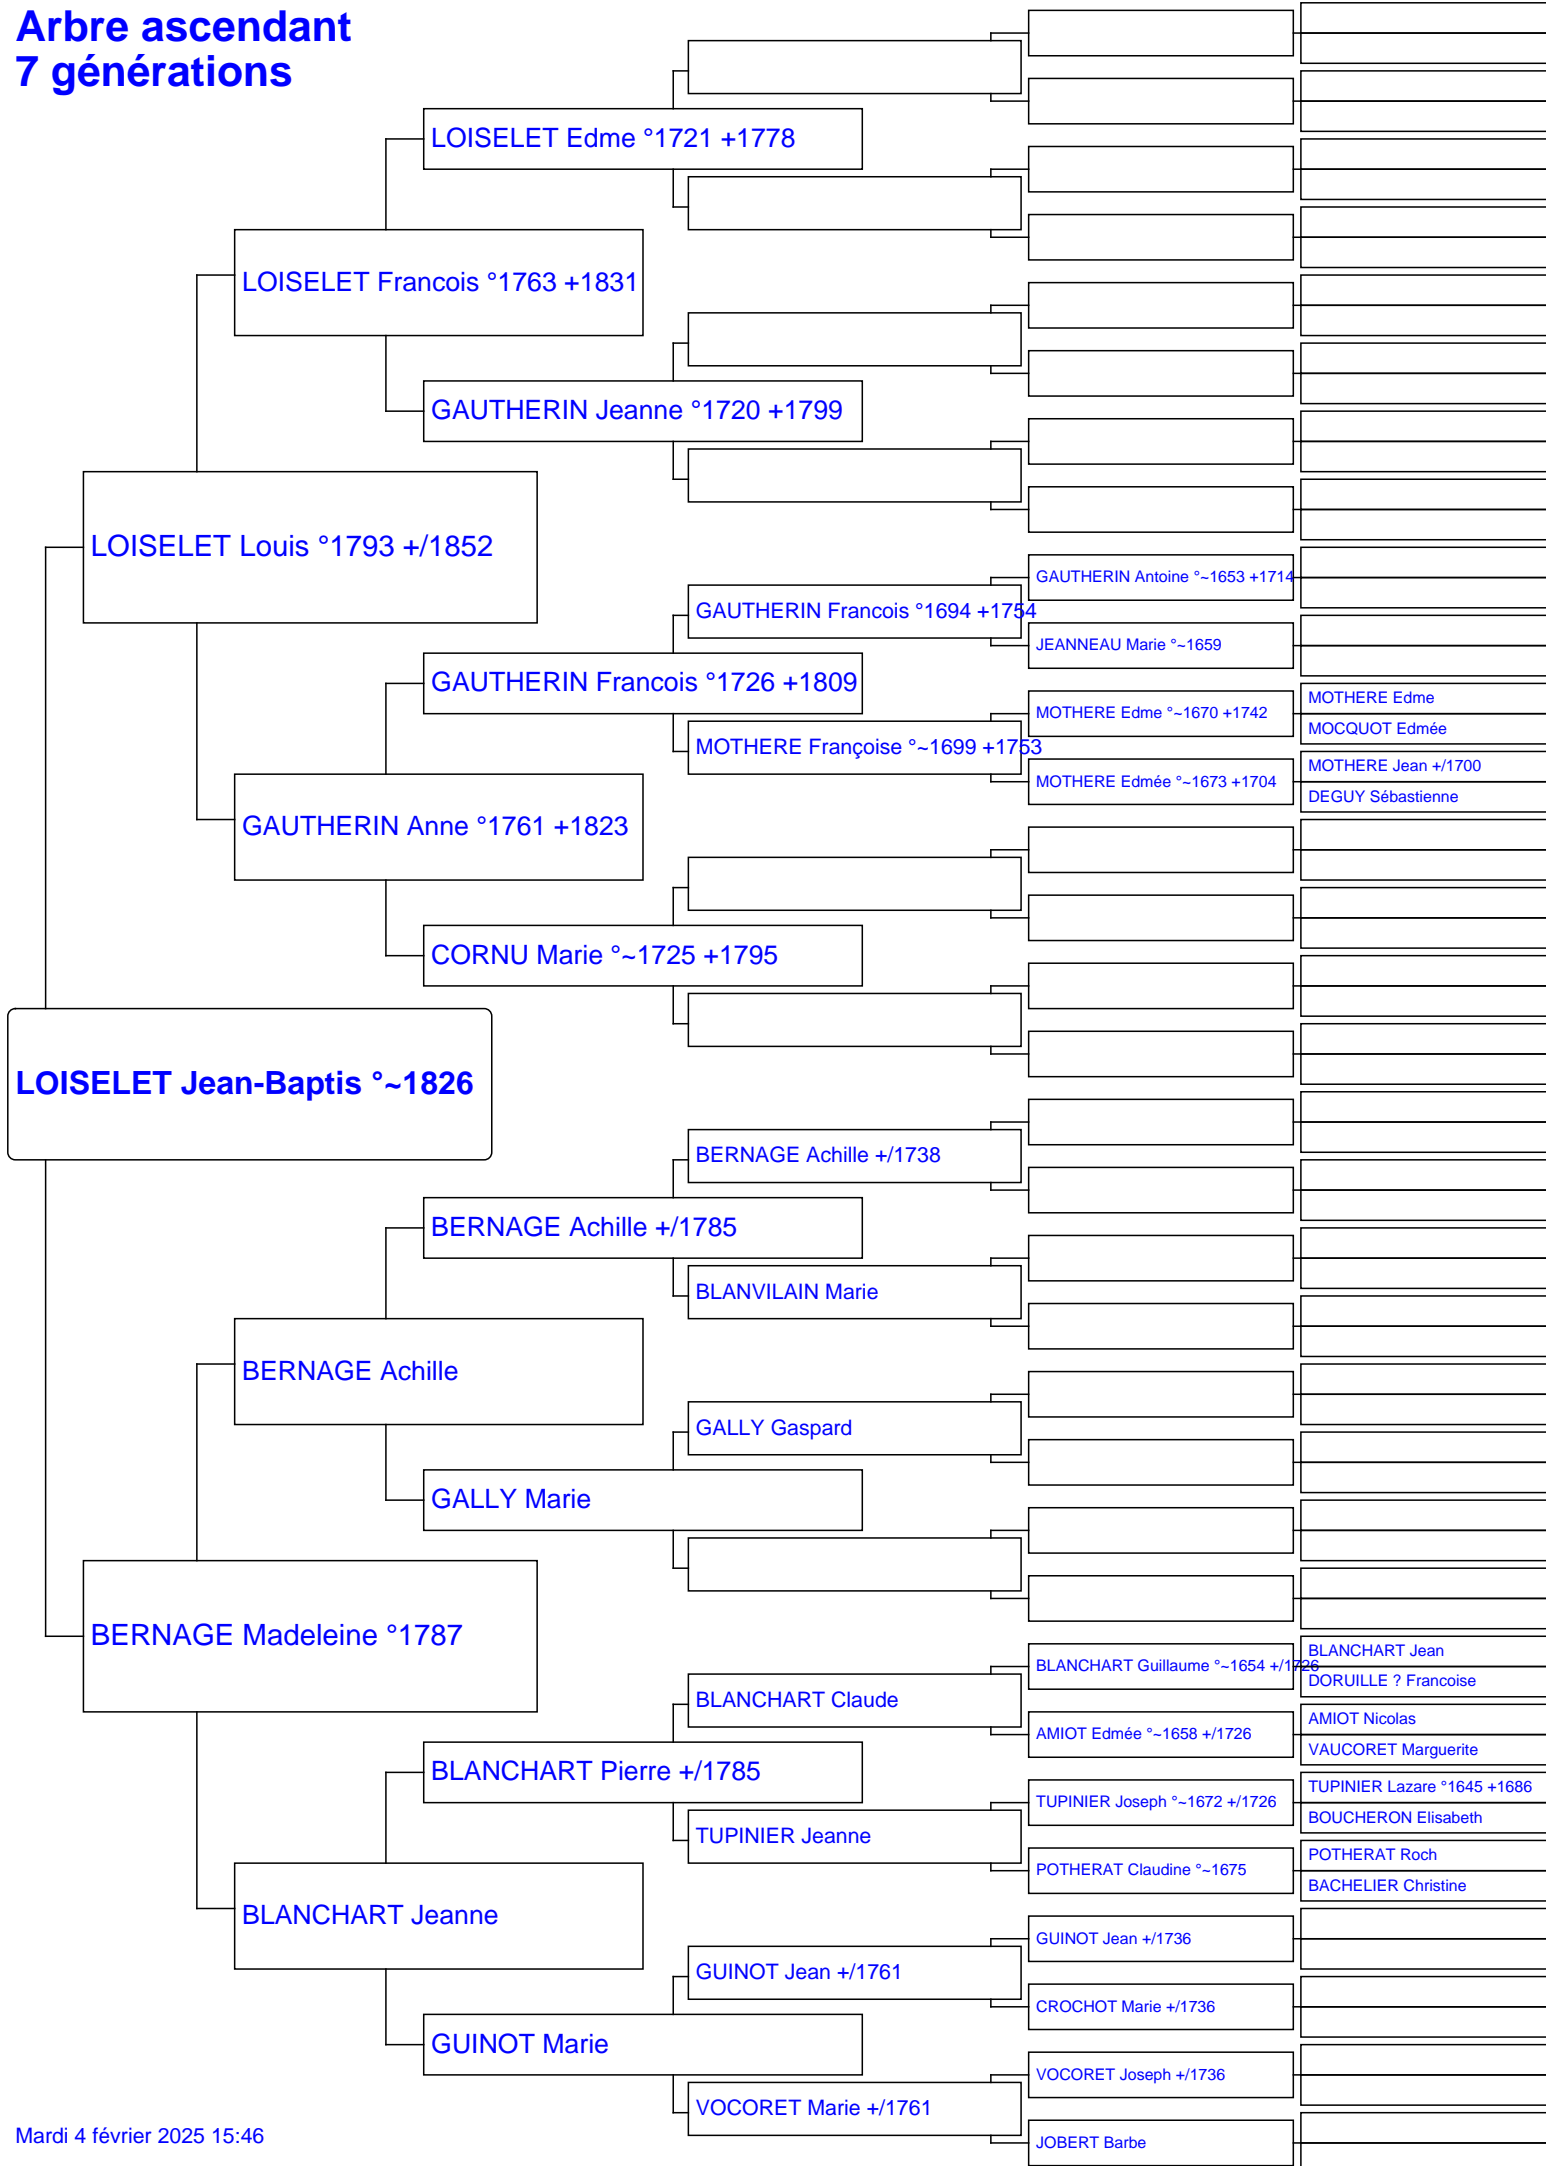 Arbre ascendant
7 générations
LOISELET Edme °1721 +1778
LOISELET Francois °1763 +1831
GAUTHERIN Jeanne °1720 +1799
LOISELET Louis °1793 +/1852
GAUTHERIN Antoine °~1653 +1714
GAUTHERIN Francois °1694 +1754
JEANNEAU Marie °~1659
GAUTHERIN Francois °1726 +1809
MOTHERE Edme
MOTHERE Edme °~1670 +1742
MOCQUOT Edmée
MOTHERE Françoise °~1699 +1753
MOTHERE Jean +/1700
MOTHERE Edmée °~1673 +1704
DEGUY Sébastienne
GAUTHERIN Anne °1761 +1823
CORNU Marie °~1725 +1795
LOISELET Jean-Baptis °~1826
BERNAGE Achille +/1738
BERNAGE Achille +/1785
BLANVILAIN Marie
BERNAGE Achille
GALLY Gaspard
GALLY Marie
BERNAGE Madeleine °1787
BLANCHART Jean
BLANCHART Guillaume °~1654 +/1726
DORUILLE ? Francoise
BLANCHART Claude
AMIOT Nicolas
AMIOT Edmée °~1658 +/1726
VAUCORET Marguerite
BLANCHART Pierre +/1785
TUPINIER Lazare °1645 +1686
TUPINIER Joseph °~1672 +/1726
BOUCHERON Elisabeth
TUPINIER Jeanne
POTHERAT Roch
POTHERAT Claudine °~1675
BACHELIER Christine
BLANCHART Jeanne
GUINOT Jean +/1736
GUINOT Jean +/1761
CROCHOT Marie +/1736
GUINOT Marie
VOCORET Joseph +/1736
VOCORET Marie +/1761
JOBERT Barbe
Mardi 4 février 2025 15:46